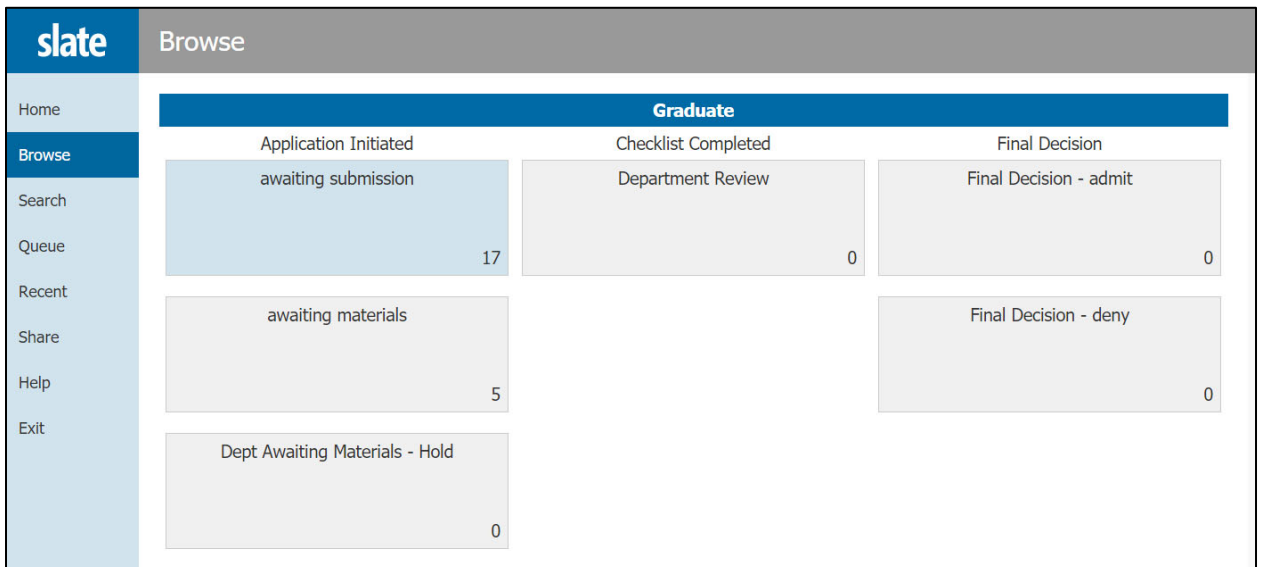 slate
Browse
Home
Browse
Search
Queue
Recent
Share
Help
Exit
Graduate
Application Initiated
awaiting submission
17
awaiting materials
5
Dept Awaiting Materials - Hold
0
Checklist Completed
Department Review
0
Final Decision
Final Decision - admit
0
Final Decision - deny
0